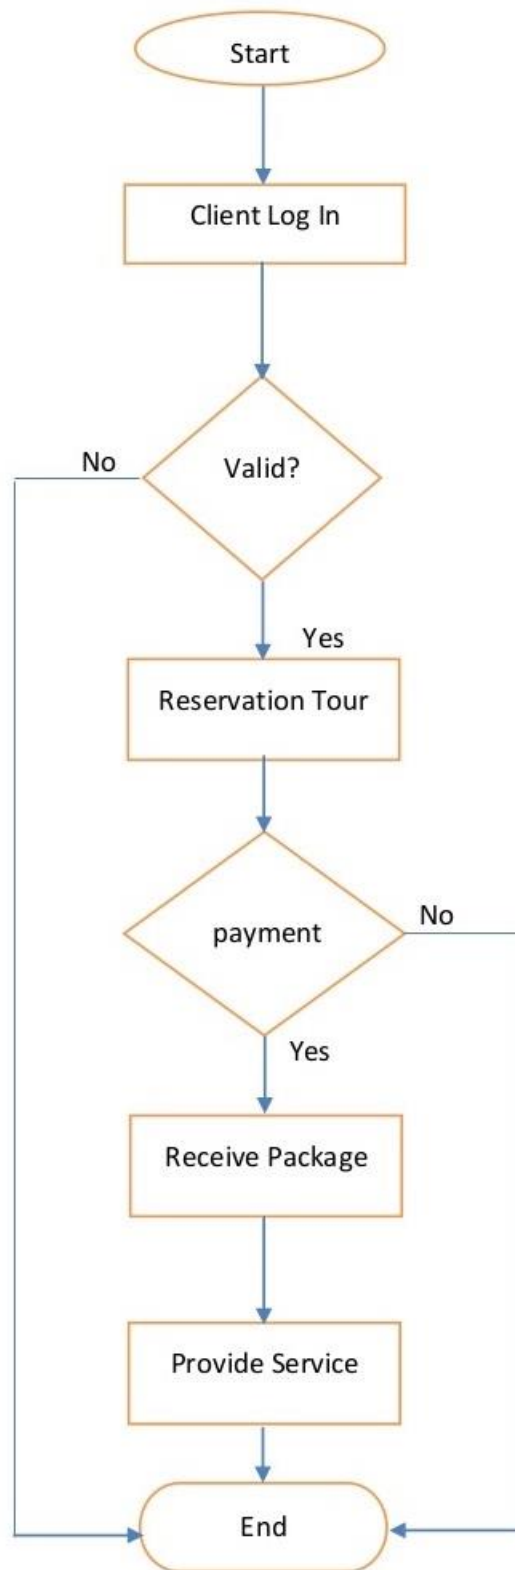 Start
Client Log In
Valid?
No
Yes
Reservation Tour
payment
No
Yes
Receive Package
Provide Service
End